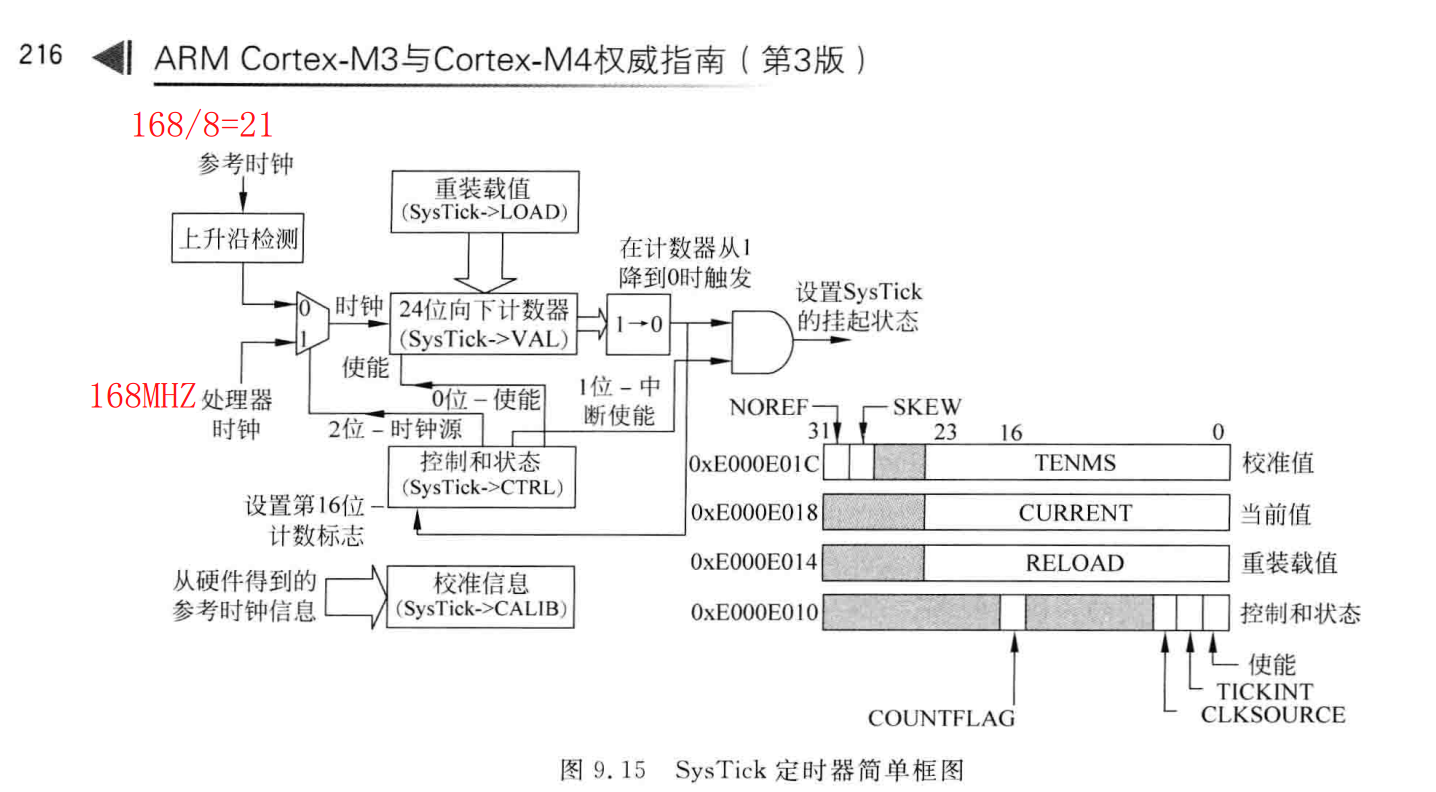 216
ARM Cortex-M3与Cortex-M4权威指南（第3版）
168/8=21
参考时钟
上升沿检测
重装载值
(SysTick->LOAD)
在计数器从1
降到0时触发
0
1
时钟
24位向下计数器
(SysTick->VAL)
1→0
设置SysTick
的挂起状态
168MHZ
处理器
时钟
使能
0位-使能
1位-中
断使能
2位-时钟源
控制和状态
(SysTick->CTRL)
设置第16位-
计数标志
从硬件得到的
参考时钟信息
校准信息
(SysTick->CALIB)
NOREF
SKEW
31
23
16
0
0xE000E01C
TENMS
校准值
0xE000E018
CURRENT
当前值
0xE000E014
RELOAD
重装载值
0xE000E010
控制和状态
使能
TICKINT
CLKSOURCE
COUNTFLAG
图 9.15 SysTick 定时器简单框图